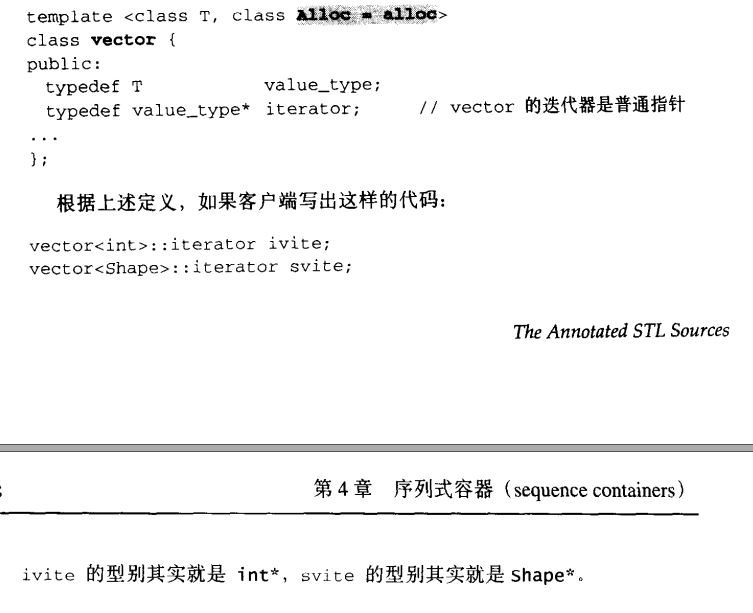 template <class T, class Alloc = alloc>
class vector {
public:
typedef T value_type;
typedef value_type* iterator; // vector 的迭代器是普通指针
...
};
根据上述定义，如果客户端写出这样的代码：
vector<int>::iterator ivite;
vector<Shape>::iterator svite;
The Annotated STL Sources
第 4 章 序列式容器（sequence containers）
ivite 的型别其实就是 int*，svite 的型别其实就是 Shape*。